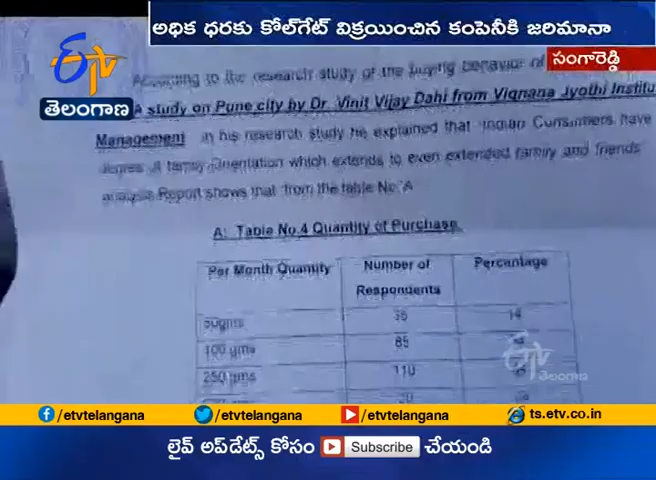 అధిక ధరకు కోల్‌గేట్ విక్రయించిన కంపెనీకి జరిమానా
సంగారెడ్డి
ETV
తెలంగాణ
According to the research study of the buying behavior of
A study on Pune city by Dr. Vinit Vijay Dahi from Vignana Jyothi Institu
Management in his research study he explained that Indian Consumers have
A family Orientation which extends to even extended family and friends
analysis Report shows that from the table No. A
A: Table No.4 Quantity of Purchase.
Per Month Quantity
Number of Respondents
Percentage
50gms
35
14
100 gms
85
250 gms
110
ETV
తెలంగాణ
/etvtelangana
/etvtelangana
/etvtelangana
ts.etv.co.in
లైవ్ అప్‌డేట్స్ కోసం Subscribe చేయండి